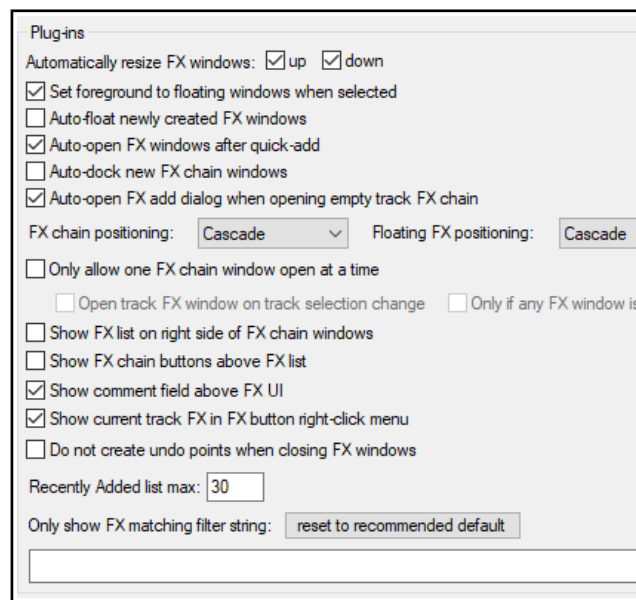 Plug-ins
Automatically resize FX windows: up down
Set foreground to floating windows when selected
Auto-float newly created FX windows
Auto-open FX windows after quick-add
Auto-dock new FX chain windows
Auto-open FX add dialog when opening empty track FX chain
FX chain positioning: Cascade Floating FX positioning: Cascade
Only allow one FX chain window open at a time
Open track FX window on track selection change Only if any FX window is
Show FX list on right side of FX chain windows
Show FX chain buttons above FX list
Show comment field above FX UI
Show current track FX in FX button right-click menu
Do not create undo points when closing FX windows
Recently Added list max: 30
Only show FX matching filter string: reset to recommended default